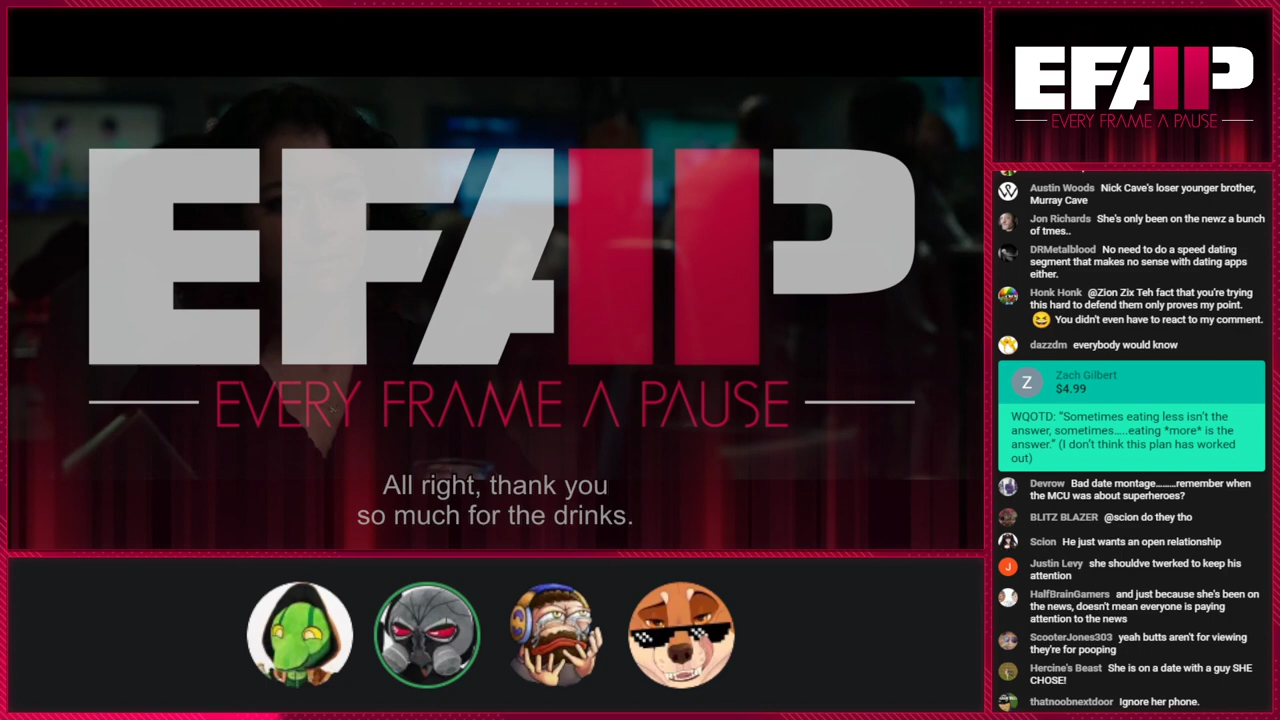 EFAP
EVERY FRAME A PAUSE
All right, thank you
so much for the drinks.
EFAP
EVERY FRAME A PAUSE
Austin Woods Nick Cave's loser younger brother,
Murray Cave
Jon Richards She's only been on the newz a bunch
of tmes..
DRMetalblood No need to do a speed dating
segment that makes no sense with dating apps
either.
Honk Honk @Zion Zix Teh fact that you're trying
this hard to defend them only proves my point.
You didn't even have to react to my comment.
dazzdm everybody would know
Z
Zach Gilbert
$4.99
WQOTD: “Sometimes eating less isn’t the
answer, sometimes…..eating *more* is the
answer.” (I don’t think this plan has worked
out)
Devrow Bad date montage.........remember when
the MCU was about superheroes?
BLITZ BLAZER @scion do they tho
Scion He just wants an open relationship
J
Justin Levy she shouldve twerked to keep his
attention
HalfBrainGamers and just because she's been on
the news, doesn't mean everyone is paying
attention to the news
ScooterJones303 yeah butts aren't for viewing
they're for pooping
Hercine's Beast She is on a date with a guy SHE
CHOSE!
thatnoobnextdoor Ignore her phone.